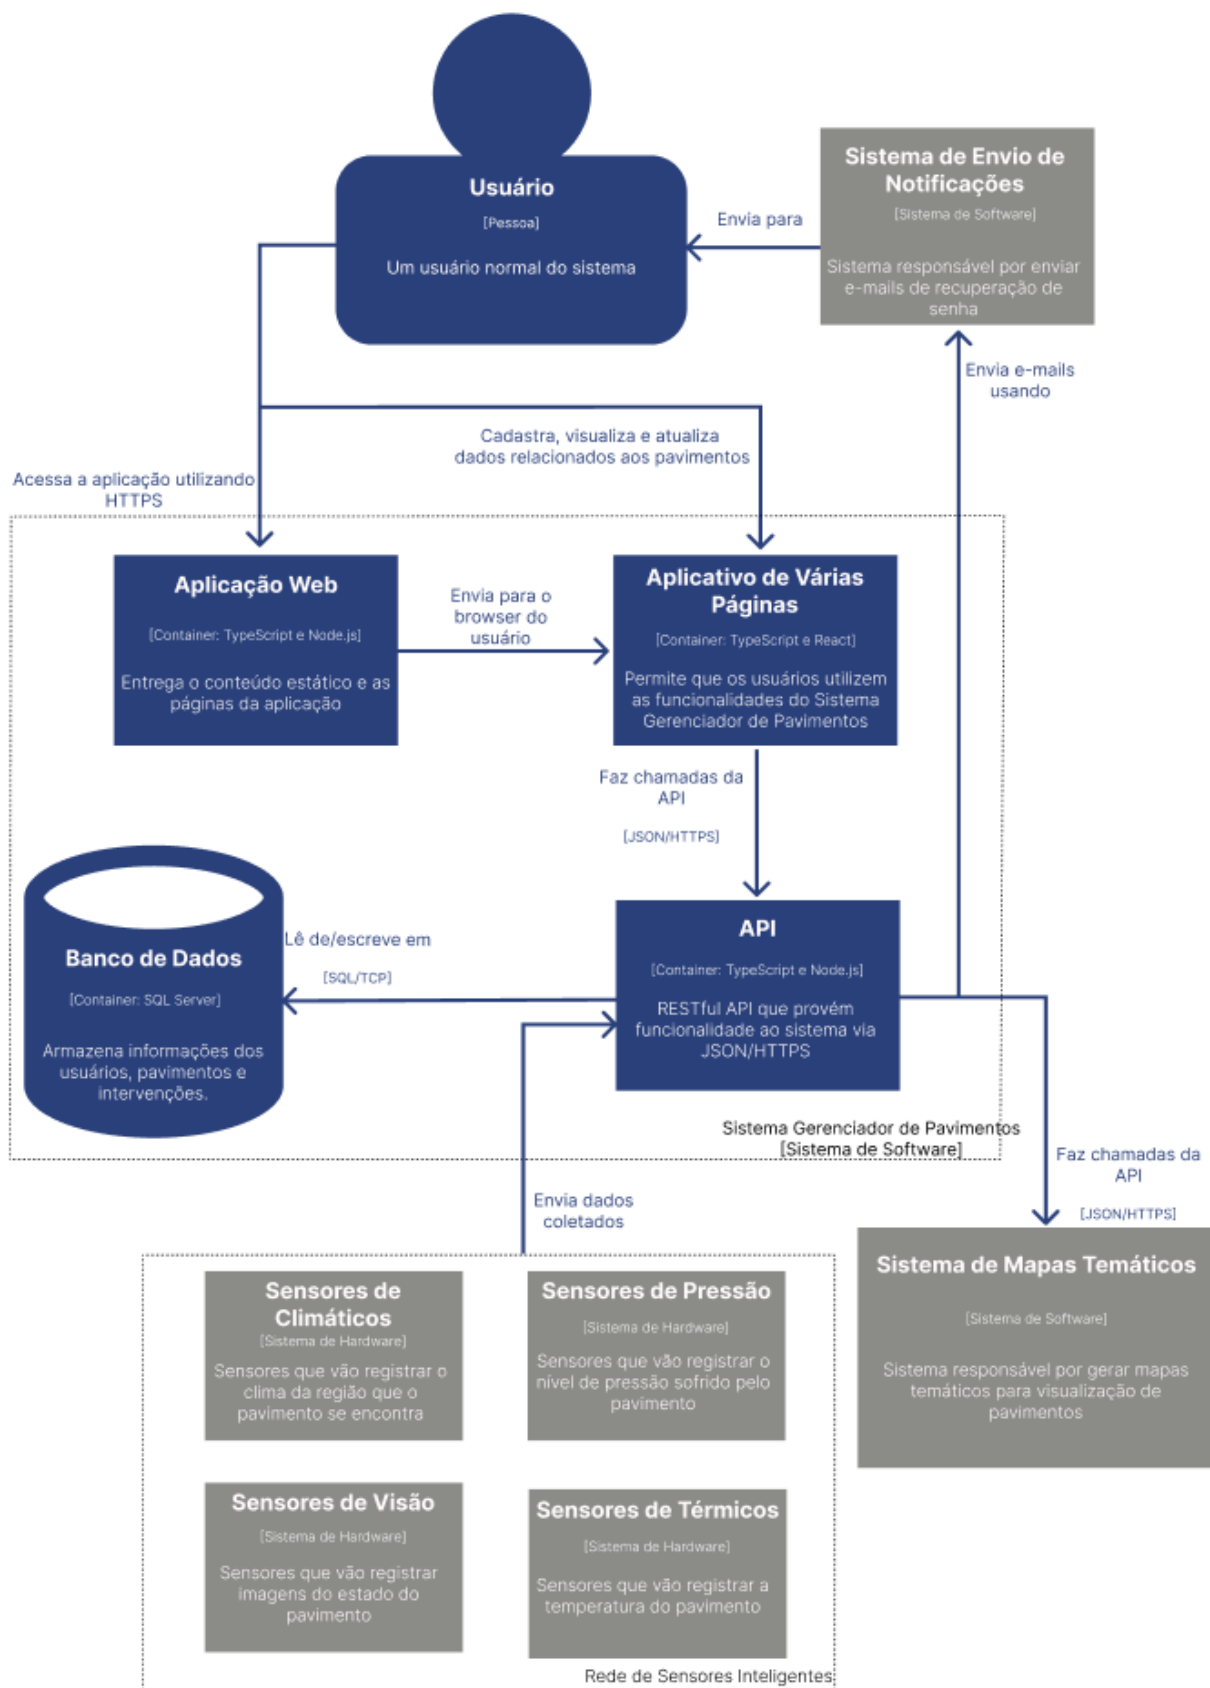 Usuário
[Pessoa]
Um usuário normal do sistema
Envia para
Sistema de Envio de
Notificações
[Sistema de Software]
Sistema responsável por enviar
e-mails de recuperação de
senha
Envia e-mails
usando
Cadastra, visualiza e atualiza
dados relacionados aos pavimentos
Acessa a aplicação utilizando
HTTPS
Aplicação Web
[Container: TypeScript e Node.js]
Entrega o conteúdo estático e as
páginas da aplicação
Envia para o
browser do
usuário
Aplicativo de Várias
Páginas
[Container: TypeScript e React]
Permite que os usuários utilizem
as funcionalidades do Sistema
Gerenciador de Pavimentos
Faz chamadas da
API
[JSON/HTTPS]
Banco de Dados
[Container: SQL Server]
Armazena informações dos
usuários, pavimentos e
intervenções.
Lê de/escreve em
[SQL/TCP]
API
[Container: TypeScript e Node.js]
RESTful API que provém
funcionalidade ao sistema via
JSON/HTTPS
Sistema Gerenciador de Pavimentos
[Sistema de Software]
Envia dados
coletados
Faz chamadas da
API
[JSON/HTTPS]
Sistema de Mapas Temáticos
[Sistema de Software]
Sistema responsável por gerar mapas
temáticos para visualização de
pavimentos
Sensores de
Climáticos
[Sistema de Hardware]
Sensores que vão registrar o
clima da região que o
pavimento se encontra
Sensores de Pressão
[Sistema de Hardware]
Sensores que vão registrar o
nível de pressão sofrido pelo
pavimento
Sensores de Visão
[Sistema de Hardware]
Sensores que vão registrar
imagens do estado do
pavimento
Sensores de Térmicos
[Sistema de Hardware]
Sensores que vão registrar a
temperatura do pavimento
Rede de Sensores Inteligentes